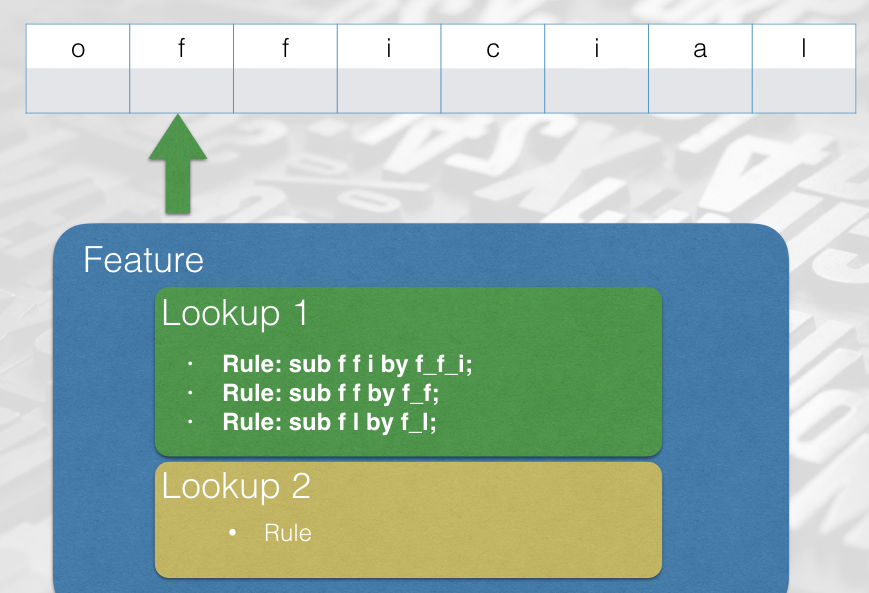 o f f i c i a l
Feature
Lookup 1
· Rule: sub f f i by f_f_i;
· Rule: sub f f by f_f;
· Rule: sub f l by f_l;
Lookup 2
• Rule